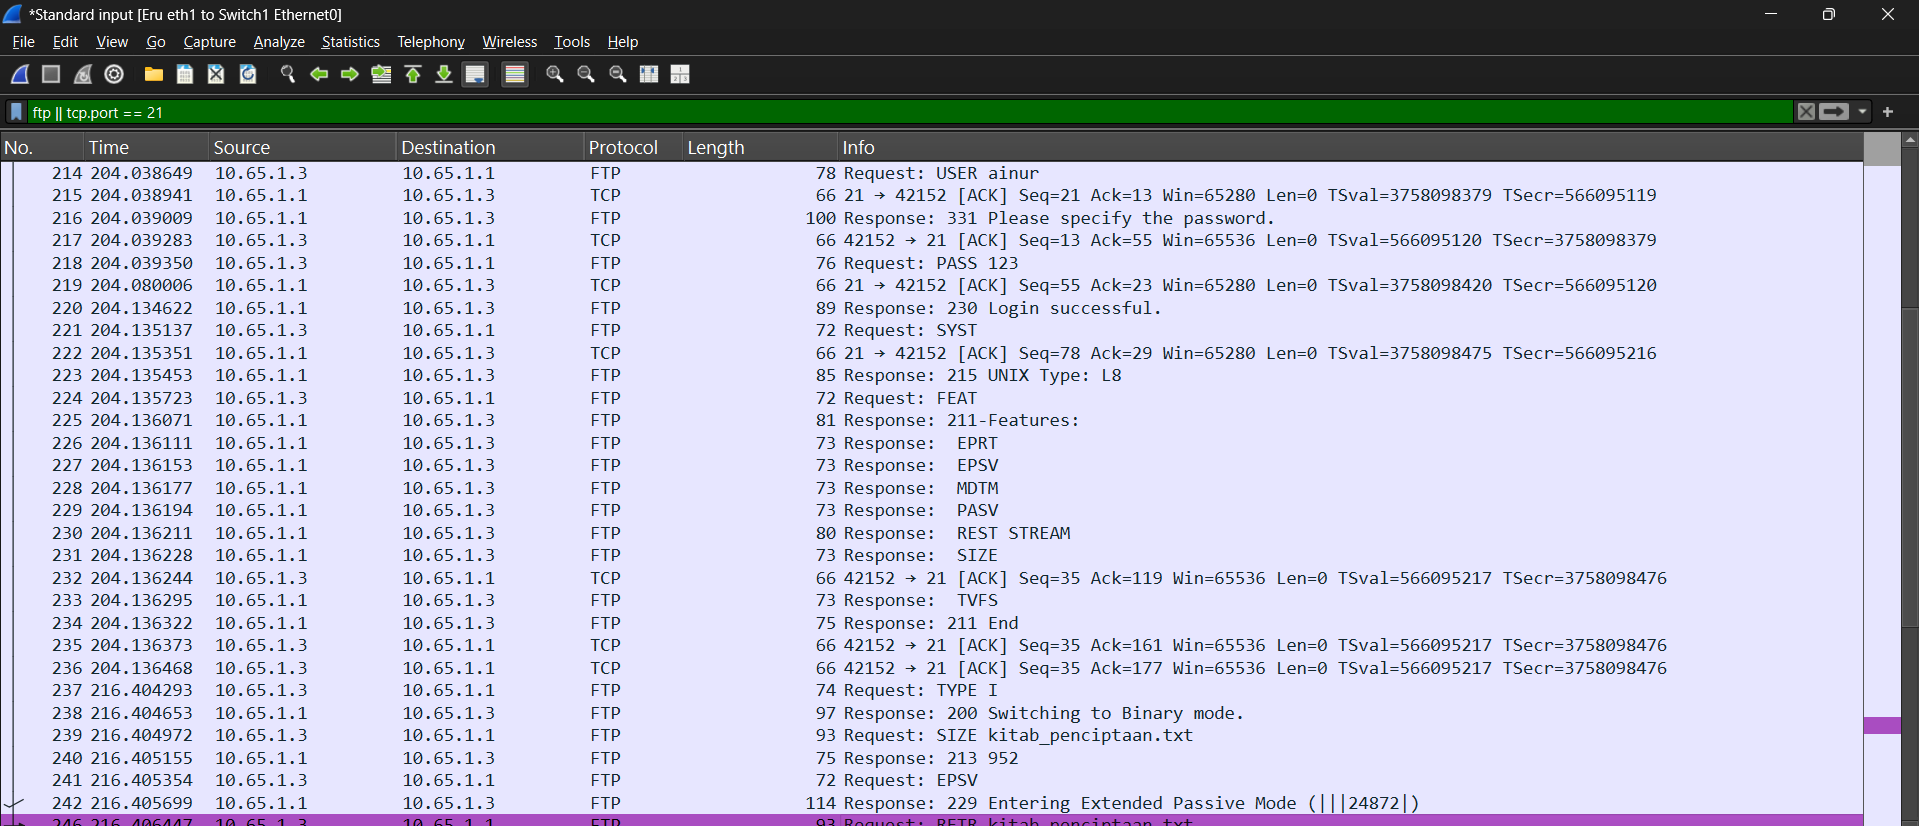 *Standard input [Eru eth1 to Switch1 Ethernet0]
File Edit View Go Capture Analyze Statistics Telephony Wireless Tools Help
ftp || tcp.port == 21
No. Time Source Destination Protocol Length Info
214 204.038649 10.65.1.3 10.65.1.1 FTP 78 Request: USER ainur
215 204.038941 10.65.1.1 10.65.1.3 TCP 66 21 → 42152 [ACK] Seq=21 Ack=13 Win=65280 Len=0 TSval=3758098379 TSecr=566095119
216 204.039009 10.65.1.1 10.65.1.3 FTP 100 Response: 331 Please specify the password.
217 204.039283 10.65.1.3 10.65.1.1 TCP 66 42152 → 21 [ACK] Seq=13 Ack=55 Win=65536 Len=0 TSval=566095120 TSecr=3758098379
218 204.039350 10.65.1.3 10.65.1.1 FTP 76 Request: PASS 123
219 204.080006 10.65.1.1 10.65.1.3 TCP 66 21 → 42152 [ACK] Seq=55 Ack=23 Win=65280 Len=0 TSval=3758098420 TSecr=566095120
220 204.134622 10.65.1.1 10.65.1.3 FTP 89 Response: 230 Login successful.
221 204.135137 10.65.1.3 10.65.1.1 FTP 72 Request: SYST
222 204.135351 10.65.1.1 10.65.1.3 TCP 66 21 → 42152 [ACK] Seq=78 Ack=29 Win=65280 Len=0 TSval=3758098475 TSecr=566095216
223 204.135453 10.65.1.1 10.65.1.3 FTP 85 Response: 215 UNIX Type: L8
224 204.135723 10.65.1.3 10.65.1.1 FTP 72 Request: FEAT
225 204.136071 10.65.1.1 10.65.1.3 FTP 81 Response: 211-Features:
226 204.136111 10.65.1.1 10.65.1.3 FTP 73 Response: EPRT
227 204.136153 10.65.1.1 10.65.1.3 FTP 73 Response: EPSV
228 204.136177 10.65.1.1 10.65.1.3 FTP 73 Response: MDTM
229 204.136194 10.65.1.1 10.65.1.3 FTP 73 Response: PASV
230 204.136211 10.65.1.1 10.65.1.3 FTP 80 Response: REST STREAM
231 204.136228 10.65.1.1 10.65.1.3 FTP 73 Response: SIZE
232 204.136244 10.65.1.3 10.65.1.1 TCP 66 42152 → 21 [ACK] Seq=35 Ack=119 Win=65536 Len=0 TSval=566095217 TSecr=3758098476
233 204.136295 10.65.1.1 10.65.1.3 FTP 73 Response: TVFS
234 204.136322 10.65.1.1 10.65.1.3 FTP 75 Response: 211 End
235 204.136373 10.65.1.3 10.65.1.1 TCP 66 42152 → 21 [ACK] Seq=35 Ack=161 Win=65536 Len=0 TSval=566095217 TSecr=3758098476
236 204.136468 10.65.1.3 10.65.1.1 TCP 66 42152 → 21 [ACK] Seq=35 Ack=177 Win=65536 Len=0 TSval=566095217 TSecr=3758098476
237 216.404293 10.65.1.3 10.65.1.1 FTP 74 Request: TYPE I
238 216.404653 10.65.1.1 10.65.1.3 FTP 97 Response: 200 Switching to Binary mode.
239 216.404972 10.65.1.3 10.65.1.1 FTP 93 Request: SIZE kitab_penciptaan.txt
240 216.405155 10.65.1.1 10.65.1.3 FTP 75 Response: 213 952
241 216.405354 10.65.1.3 10.65.1.1 FTP 72 Request: EPSV
242 216.405699 10.65.1.1 10.65.1.3 FTP 114 Response: 229 Entering Extended Passive Mode (|||24872|)
246 216.406447 10.65.1.3 10.65.1.1 FTP 93 Request: RETR kitab_penciptaan.txt